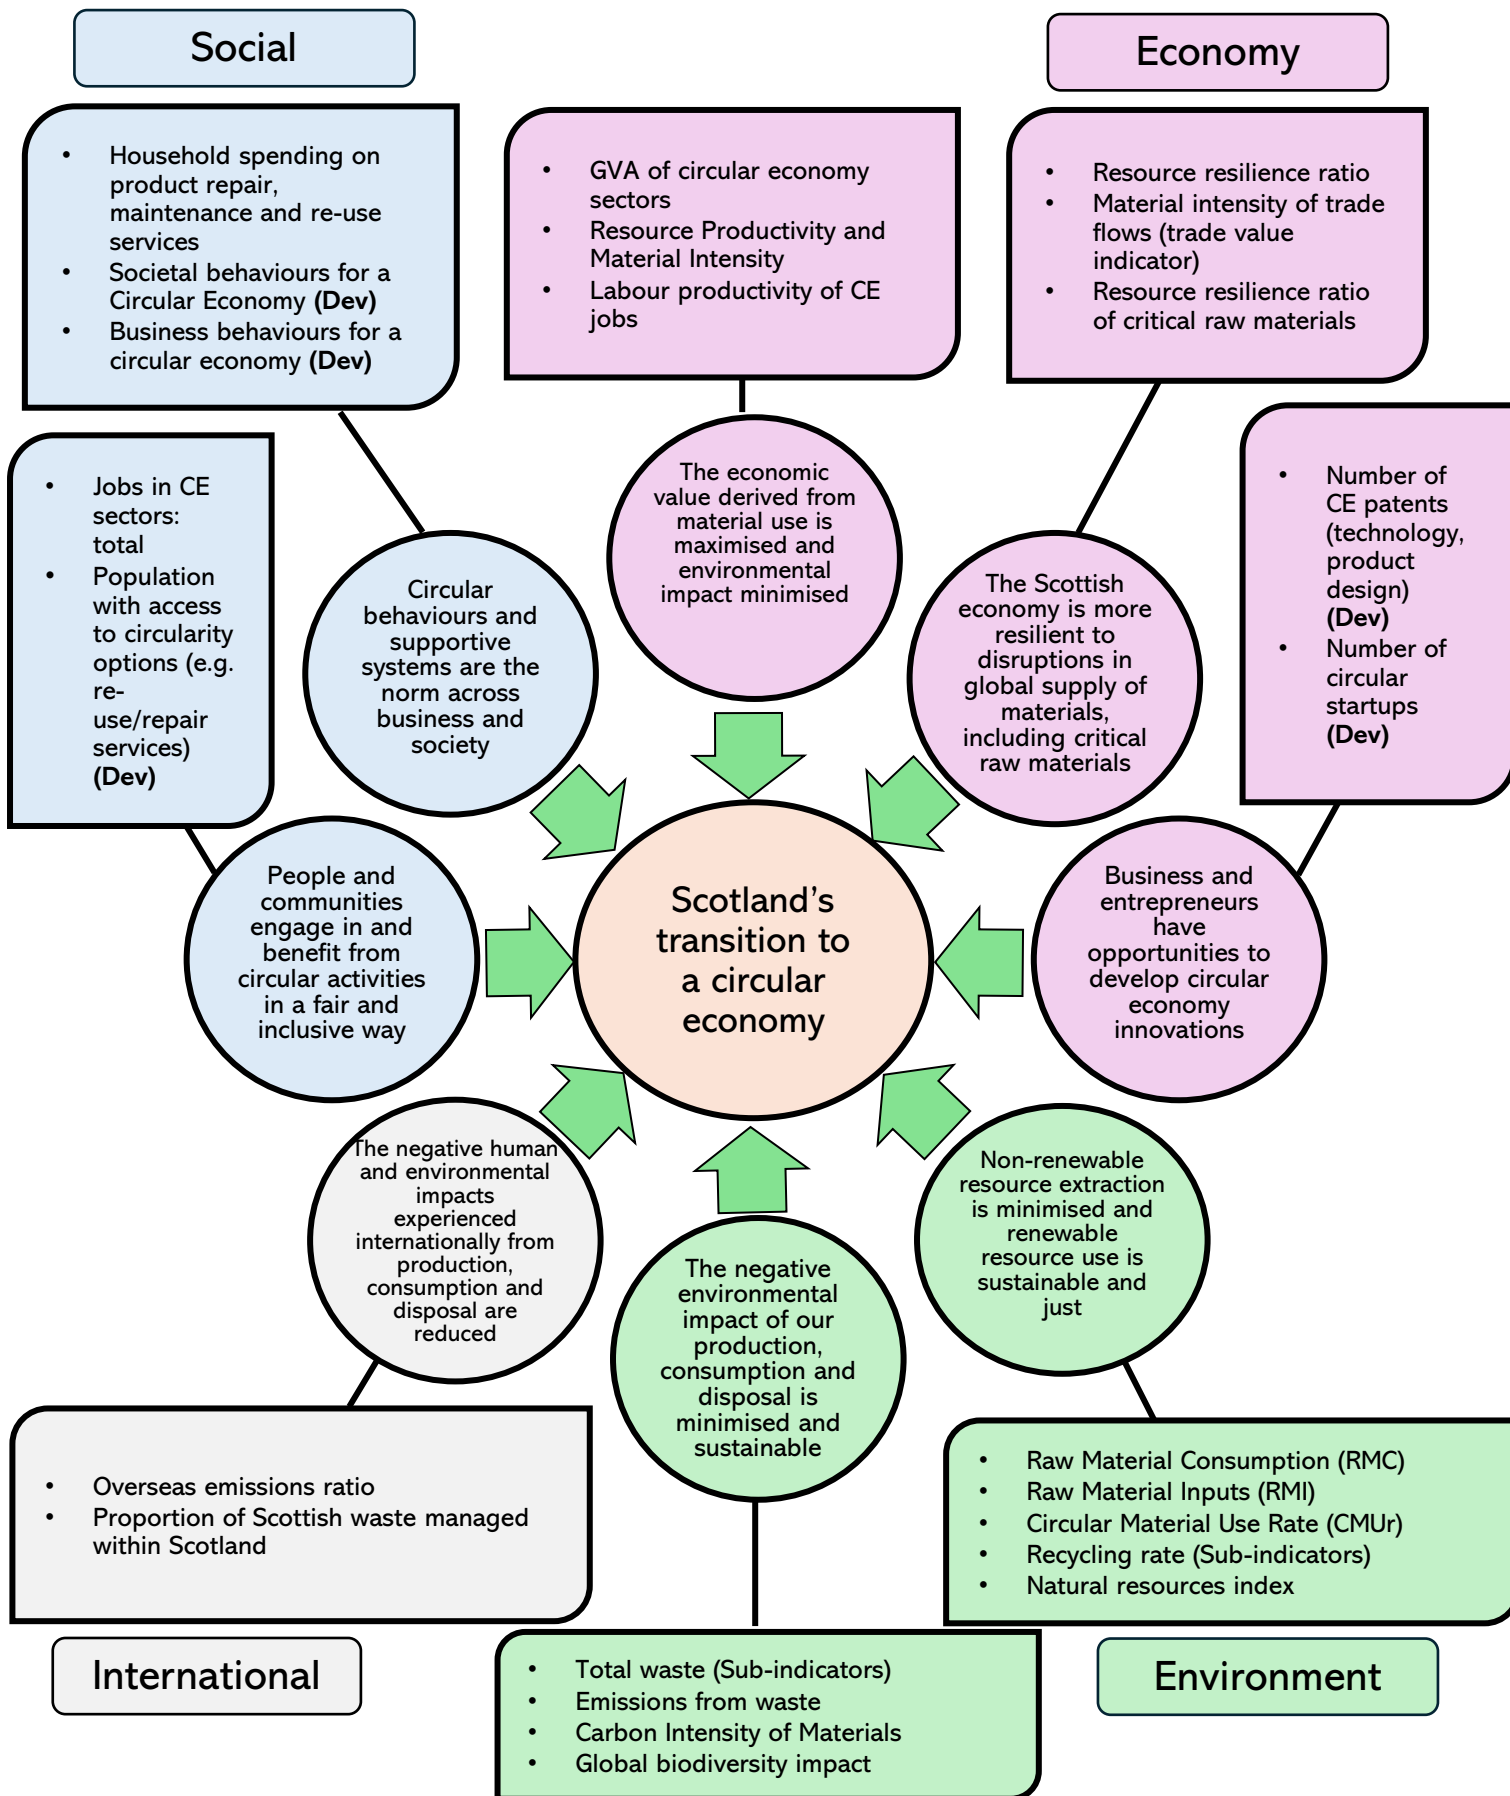 Social
Economy
• Household spending on
product repair,
maintenance and re-use
services
• Societal behaviours for a
Circular Economy (Dev)
• Business behaviours for a
circular economy (Dev)
• GVA of circular economy
sectors
• Resource Productivity and
Material Intensity
• Labour productivity of CE
jobs
• Resource resilience ratio
• Material intensity of trade
flows (trade value
indicator)
• Resource resilience ratio
of critical raw materials
• Jobs in CE
sectors:
total
• Population
with access
to circularity
options (e.g.
re-
use/repair
services)
(Dev)
Circular
behaviours and
supportive
systems are the
norm across
business and
society
The economic
value derived from
material use is
maximised and
environmental
impact minimised
The Scottish
economy is more
resilient to
disruptions in
global supply of
materials,
including critical
raw materials
• Number of
CE patents
(technology,
product
design)
(Dev)
• Number of
circular
startups
(Dev)
People and
communities
engage in and
benefit from
circular activities
in a fair and
inclusive way
Scotland’s
transition to
a circular
economy
Business and
entrepreneurs
have
opportunities to
develop circular
economy
innovations
The negative human
and environmental
impacts
experienced
internationally from
production,
consumption and
disposal are
reduced
The negative
environmental
impact of our
production,
consumption and
disposal is
minimised and
sustainable
Non-renewable
resource extraction
is minimised and
renewable
resource use is
sustainable and
just
• Overseas emissions ratio
• Proportion of Scottish waste managed
within Scotland
• Raw Material Consumption (RMC)
• Raw Material Inputs (RMI)
• Circular Material Use Rate (CMUr)
• Recycling rate (Sub-indicators)
• Natural resources index
International
• Total waste (Sub-indicators)
• Emissions from waste
• Carbon Intensity of Materials
• Global biodiversity impact
Environment